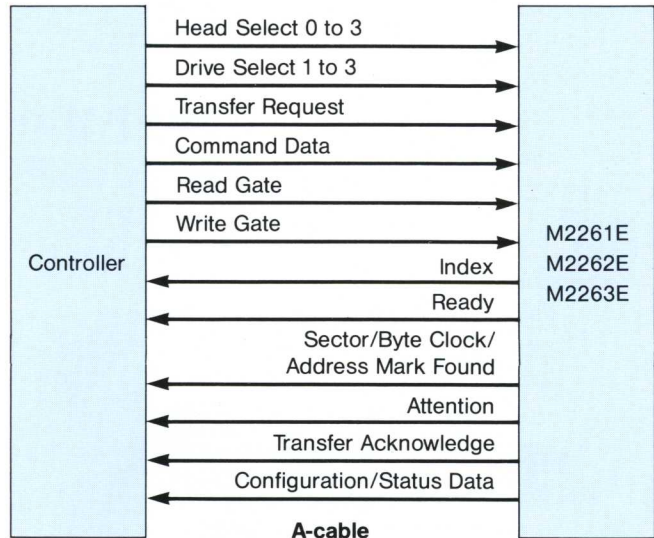 Head Select 0 to 3
Drive Select 1 to 3
Transfer Request
Command Data
Read Gate
Write Gate
Controller
M2261E
M2262E
M2263E
Index
Ready
Sector/Byte Clock/
Address Mark Found
Attention
Transfer Acknowledge
Configuration/Status Data
A-cable